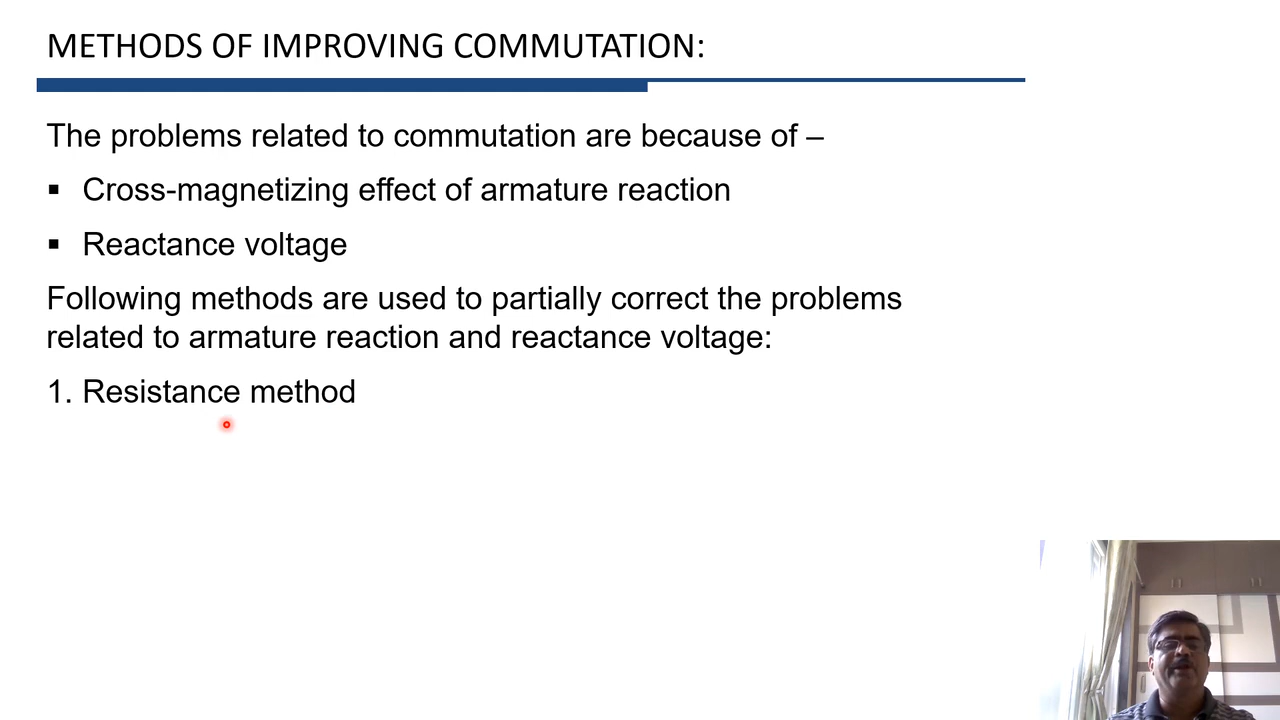 METHODS OF IMPROVING COMMUTATION:
The problems related to commutation are because of –
▪ Cross-magnetizing effect of armature reaction
▪ Reactance voltage
Following methods are used to partially correct the problems
related to armature reaction and reactance voltage:
1. Resistance method